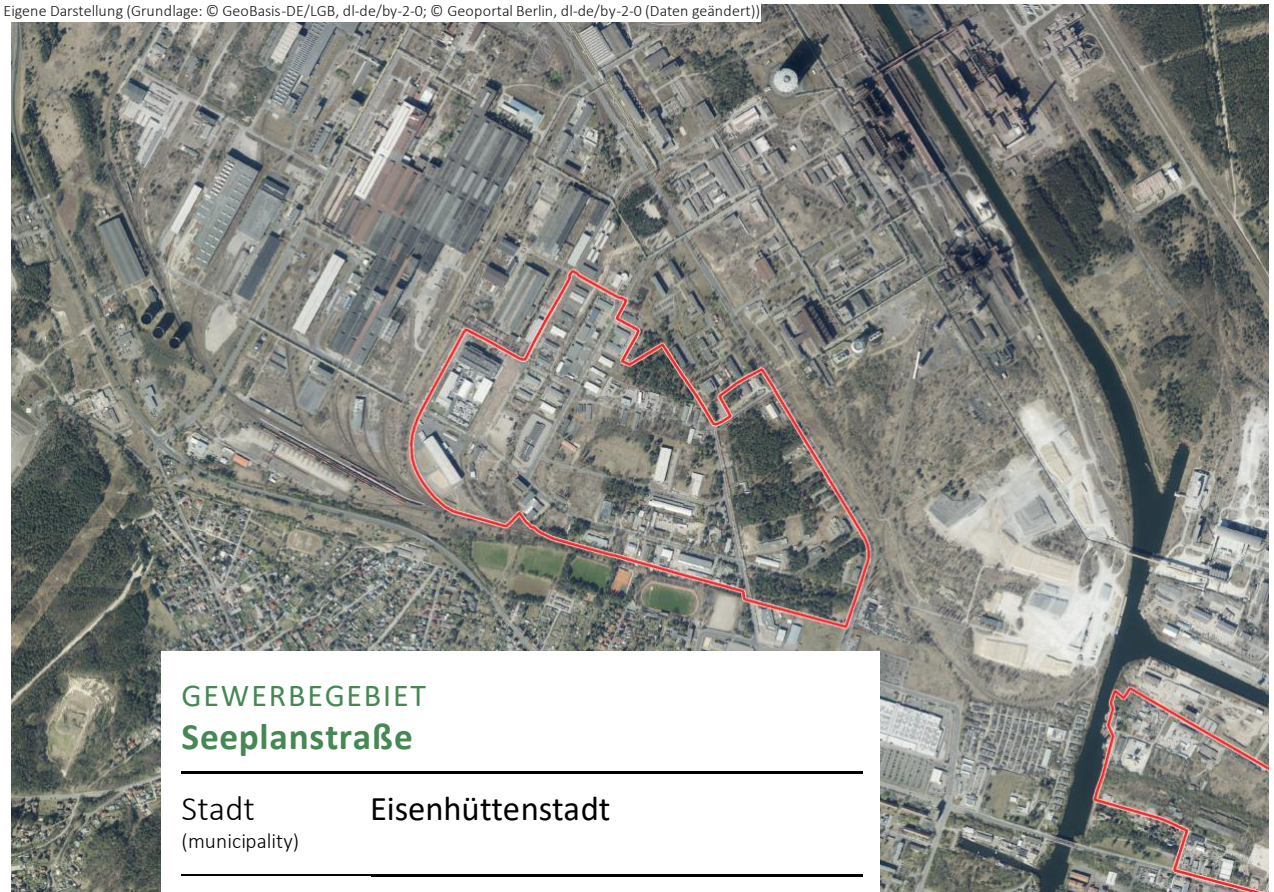 Eigene Darstellung (Grundlage: © GeoBasis-DE/LGB, dl-de/by-2-0; © Geoportal Berlin, dl-de/by-2-0 (Daten geändert))
GEWERBEGEBIET
Seeplanstraße
Stadt Eisenhüttenstadt
(municipality)